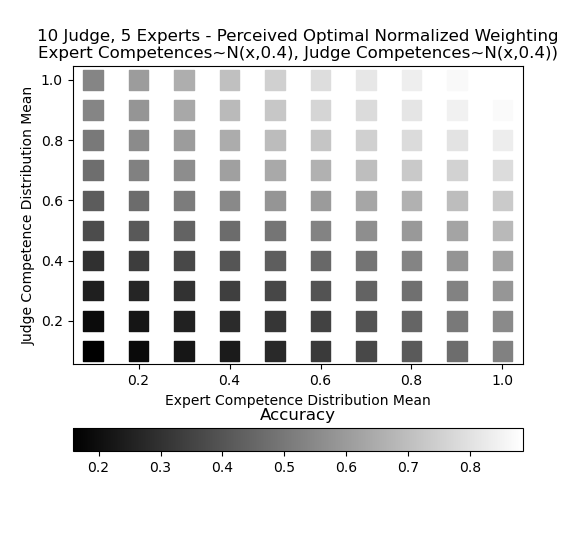 10 Judge, 5 Experts - Perceived Optimal Normalized Weighting
Expert Competences~N(x,0.4), Judge Competences~N(x,0.4))
1.0
0.8
0.6
0.4
0.2
Judge Competence Distribution Mean
0.2 0.4 0.6 0.8 1.0
Expert Competence Distribution Mean
Accuracy
0.2 0.3 0.4 0.5 0.6 0.7 0.8